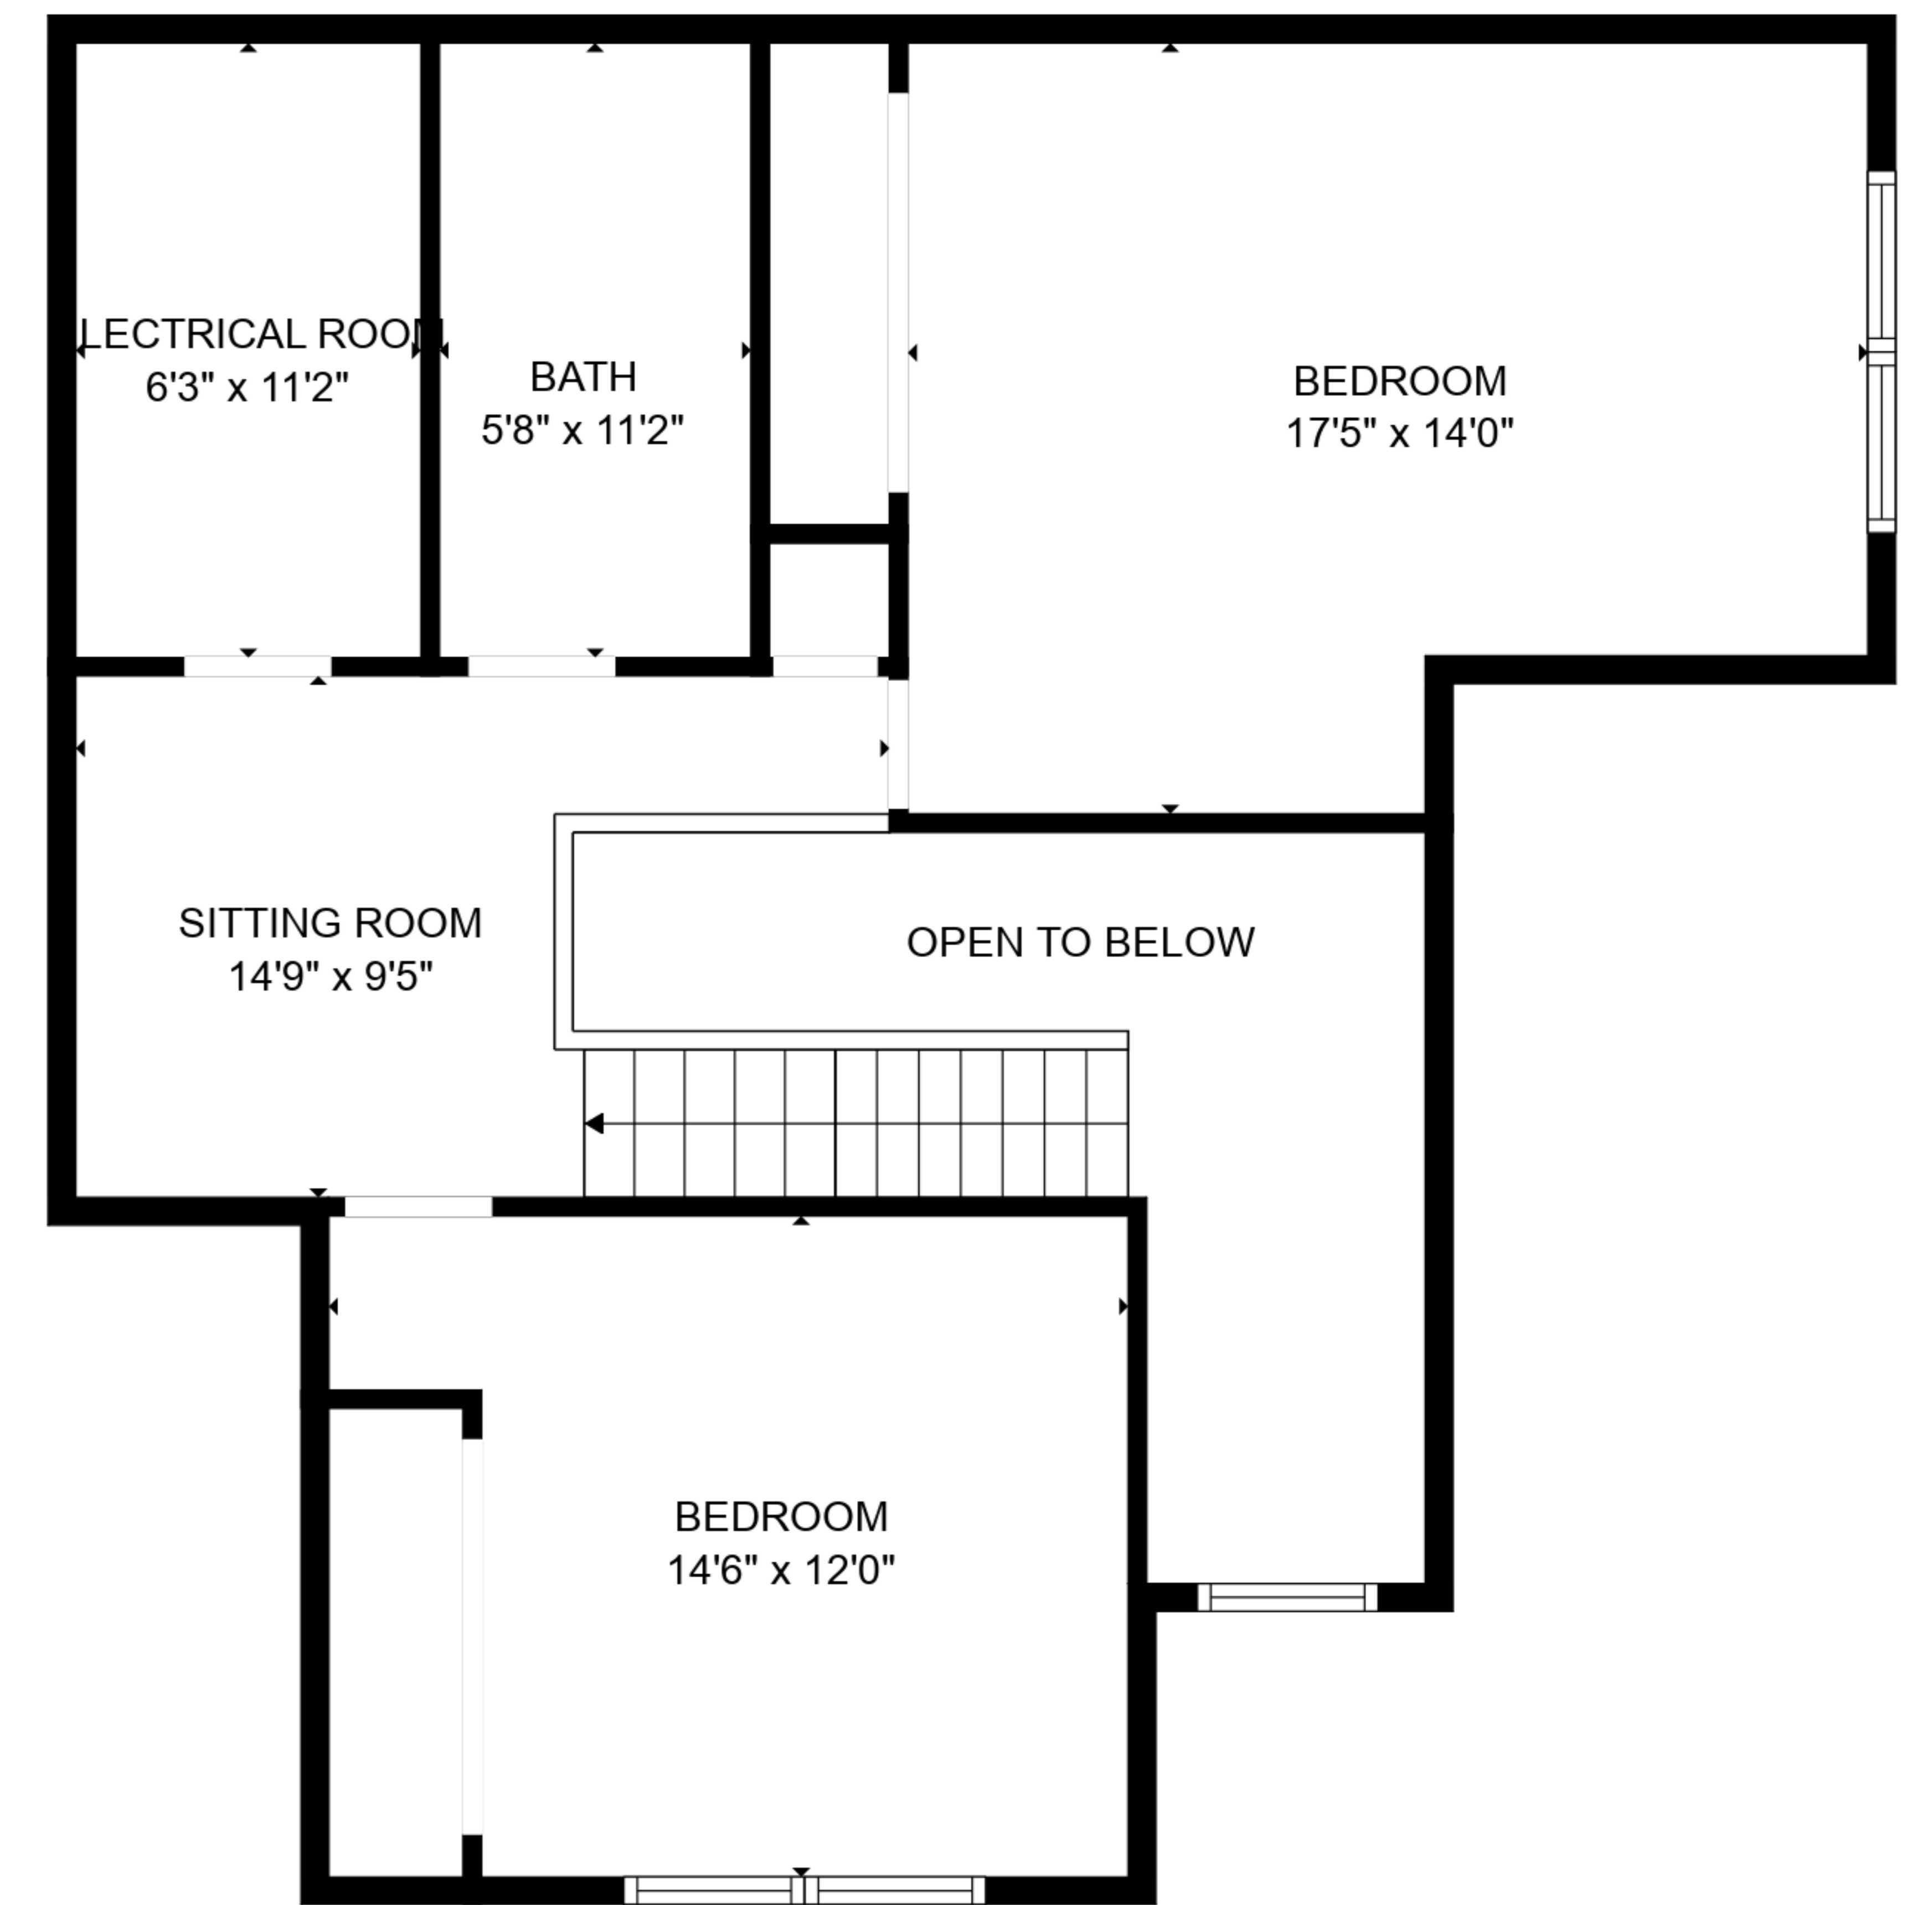 LECTRICAL ROOM
6'3" x 11'2"
BATH
5'8" x 11'2"
BEDROOM
17'5" x 14'0"
SITTING ROOM
14'9" x 9'5"
OPEN TO BELOW
BEDROOM
14'6" x 12'0"